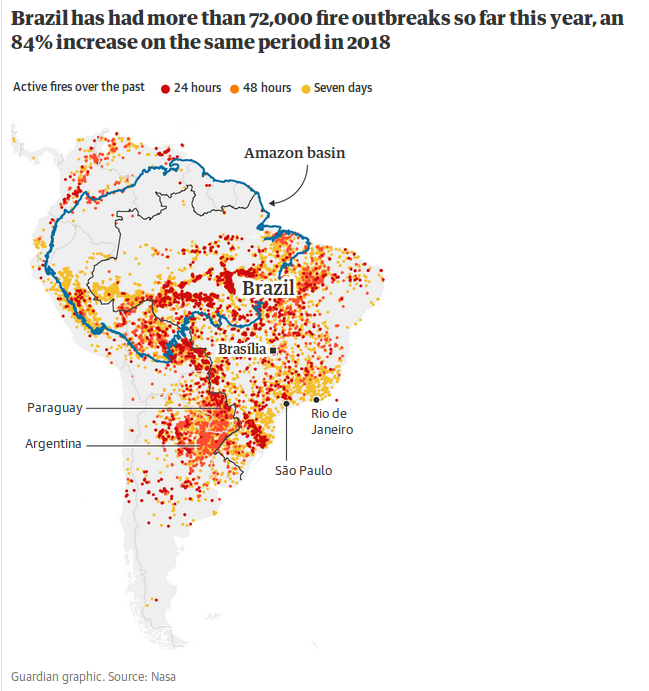 Brazil has had more than 72,000 fire outbreaks so far this year, an
84% increase on the same period in 2018
Active fires over the past 24 hours 48 hours Seven days
Amazon basin
Brazil
Brasília
Paraguay
Rio de
Janeiro
Argentina
São Paulo
Guardian graphic. Source: Nasa